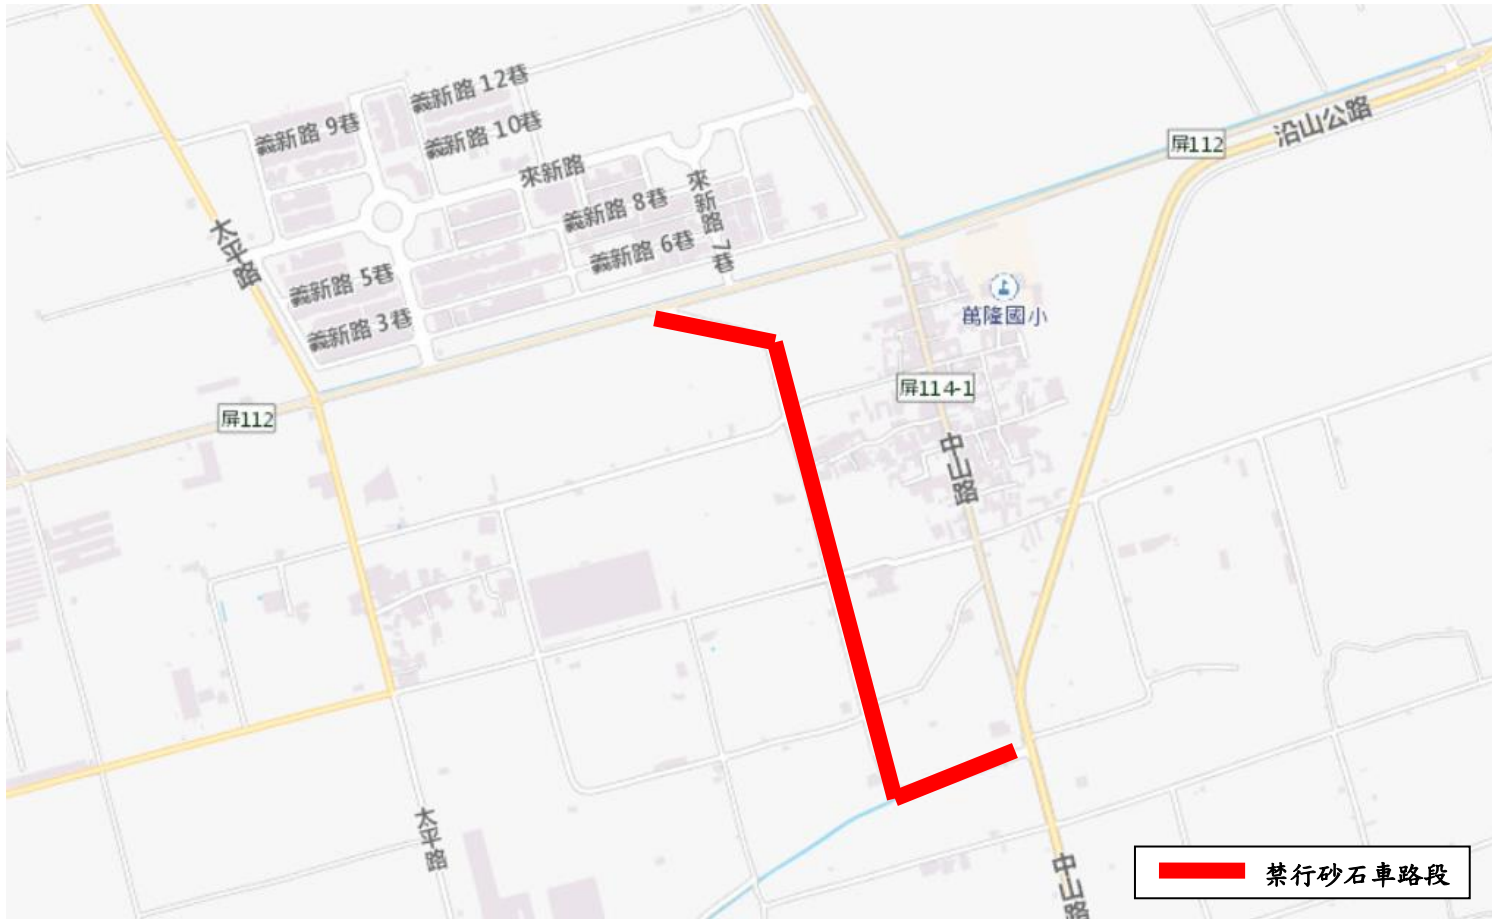 義新路 12巷
義新路 9巷
義新路 10巷
屏112
沿山公路
來新路
來新路 7巷
義新路 8巷
太平路
義新路 6巷
義新路 5巷
萬隆國小
義新路 3巷
屏114-1
屏112
中山路
太平路
中山路
禁行砂石車路段